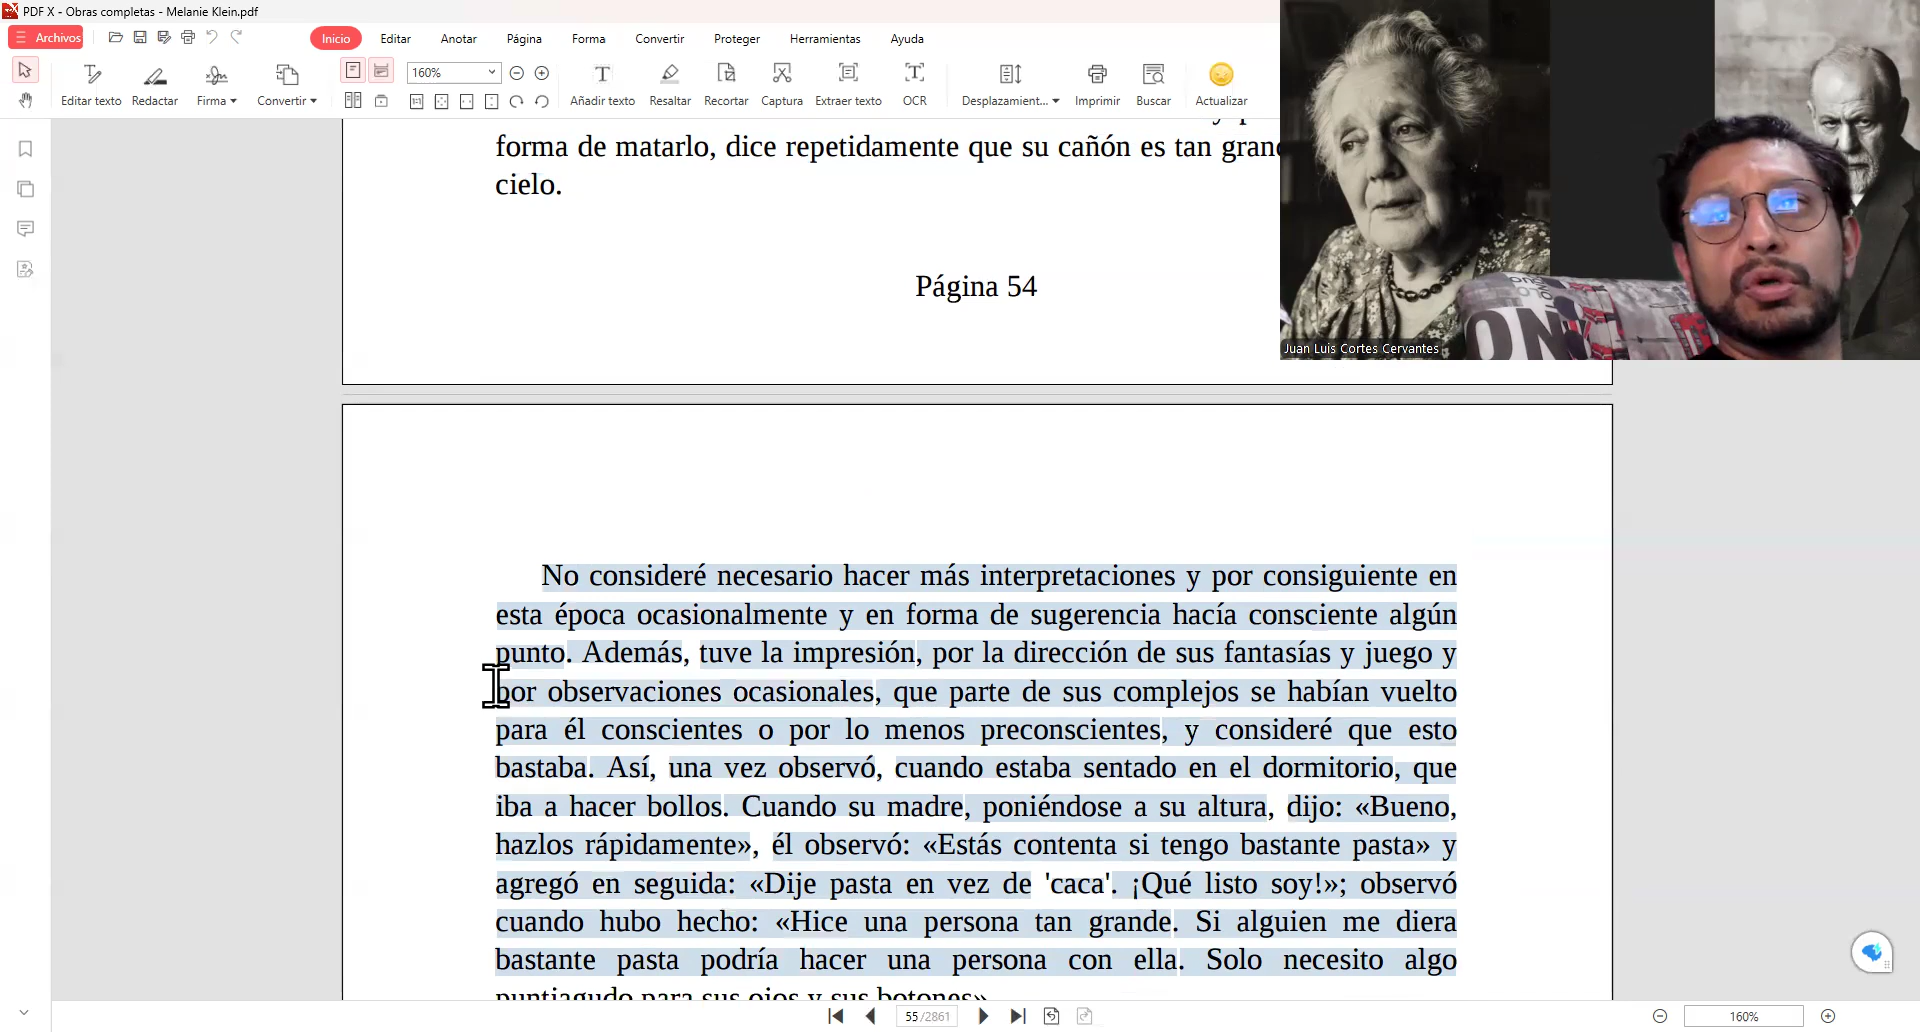 PDF X - Obras completas - Melanie Klein.pdf
Archivos
Inicio
Editar
Anotar
Página
Forma
Convertir
Proteger
Herramientas
Ayuda
160%
Editar texto
Redactar
Firma
Convertir
Añadir texto
Resaltar
Recortar
Captura
Extraer texto
OCR
Desplazamient...
Imprimir
Buscar
Actualizar
forma de matarlo, dice repetidamente que su cañón es tan
cielo.
Página 54
Juan Luis Cortes Cervantes
No consideré necesario hacer más interpretaciones y por consiguiente en
esta época ocasionalmente y en forma de sugerencia hacía consciente algún
punto. Además, tuve la impresión, por la dirección de sus fantasías y juego y
por observaciones ocasionales, que parte de sus complejos se habían vuelto
para él conscientes o por lo menos preconscientes, y consideré que esto
bastaba. Así, una vez observó, cuando estaba sentado en el dormitorio, que
iba a hacer bollos. Cuando su madre, poniéndose a su altura, dijo: «Bueno,
hazlos rápidamente», él observó: «Estás contenta si tengo bastante pasta» y
agregó en seguida: «Dije pasta en vez de 'caca'. ¡Qué listo soy!»; observó
cuando hubo hecho: «Hice una persona tan grande. Si alguien me diera
bastante pasta podría hacer una persona con ella. Solo necesito algo
puntiagudo para sus ojos y sus botones».
55 /2861
160%